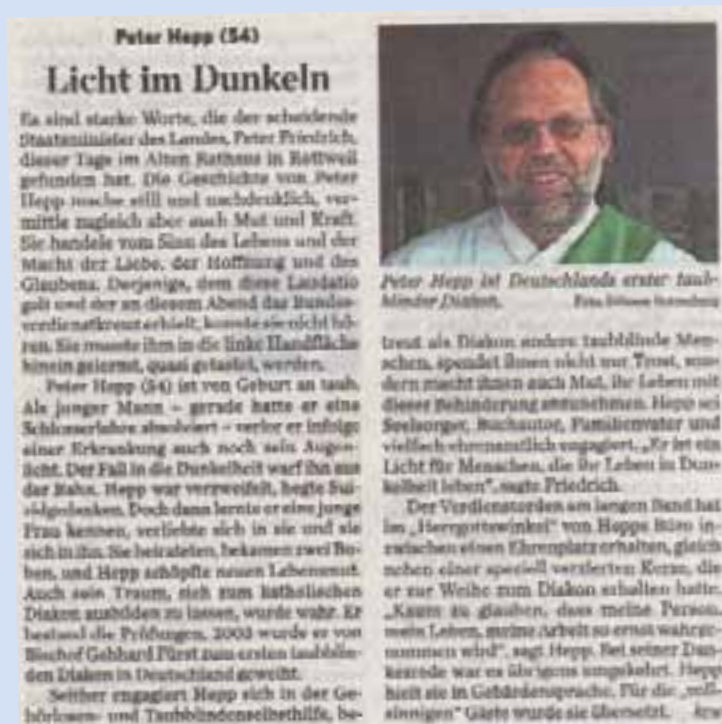 Peter Hepp (54)
Licht im Dunkeln
Es sind starke Worte, die der scheidende
Staatsminister des Landes, Peter Friedrich,
dieser Tage im Alten Rathaus in Rottweil
gefunden hat. Die Geschichte von Peter
Hepp mache still und nachdenklich, ver-
mittle zugleich aber auch Mut und Kraft.
Sie handele vom Sinn des Lebens und der
Macht der Liebe, der Hoffnung und des
Glaubens. Derjenige, dem diese Laudatio
galt und der an diesem Abend das Bundes-
verdienstkreuz erhielt, konnte sie nicht hö-
ren. Sie musste ihm in die linke Handfläche
hinein gelormt, quasi getastet, werden.
Peter Hepp (54) ist von Geburt an taub.
Als junger Mann – gerade hatte er eine
Schlosserlehre absolviert – verlor er infolge
einer Erkrankung auch noch sein Augen-
licht. Der Fall in die Dunkelheit warf ihn aus
der Bahn. Hepp war verzweifelt, hegte Sui-
zidgedanken. Doch dann lernte er eine junge
Frau kennen, verliebte sich in sie und sie
sich in ihn. Sie heirateten, bekamen zwei Bu-
ben, und Hepp schöpfte neuen Lebensmut.
Auch sein Traum, sich zum katholischen
Diakon ausbilden zu lassen, wurde wahr. Er
bestand die Prüfungen, 2003 wurde er von
Bischof Gebhard Fürst zum ersten taubblin-
den Diakon in Deutschland geweiht.
Seither engagiert Hepp sich in der Ge-
hörlosen- und Taubblindenselbsthilfe, be-
Peter Hepp ist Deutschlands erster taub-
blinder Diakon. Foto:
treut als Diakon andere taubblinde Men-
schen, spendet ihnen nicht nur Trost, son-
dern macht ihnen auch Mut, ihr Leben mit
dieser Behinderung anzunehmen. Hepp sei
Seelsorger, Buchautor, Familienvater und
vielfach ehrenamtlich engagiert. „Er ist ein
Licht für Menschen, die ihr Leben in Dun-
kelheit leben“, sagte Friedrich.
Der Verdienstorden am langen Band hat
im „Herrgottswinkel“ von Hepps Büro in-
zwischen einen Ehrenplatz erhalten, gleich
neben einer speziell verzierten Kerze, die
er zur Weihe zum Diakon erhalten hatte.
„Kaum zu glauben, dass meine Person,
mein Leben, meine Arbeit so ernst wahrge-
nommen wird“, sagt Hepp. Bei seiner Dan-
kesrede war es übrigens umgekehrt. Hepp
hielt sie in Gebärdensprache. Für die „voll-
sinnigen“ Gäste wurde sie übersetzt.